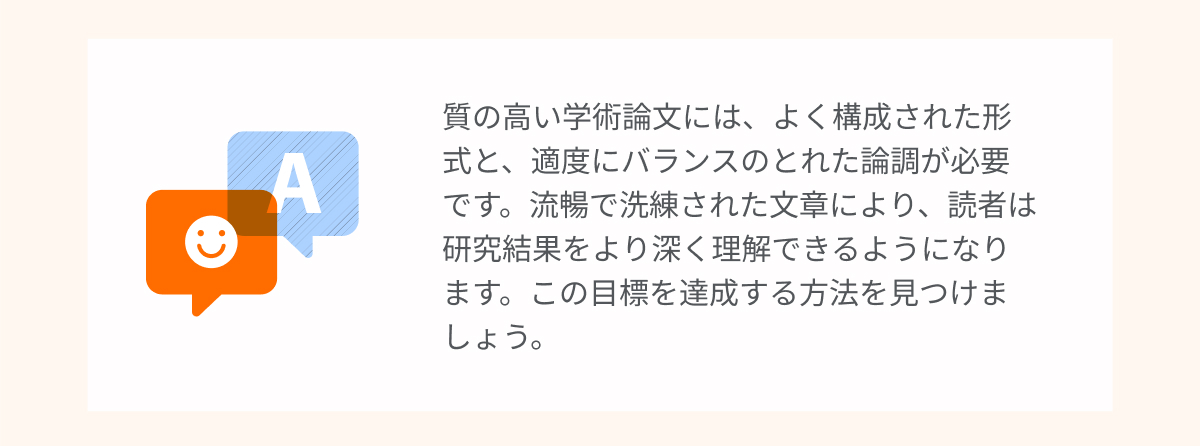 A
質の高い学術論文には、よく構成された形
式と、適度にバランスのとれた論調が必要
です。流暢で洗練された文章により、読者は
研究結果をより深く理解できるようになり
ます。この目標を達成する方法を見つけま
しょう。